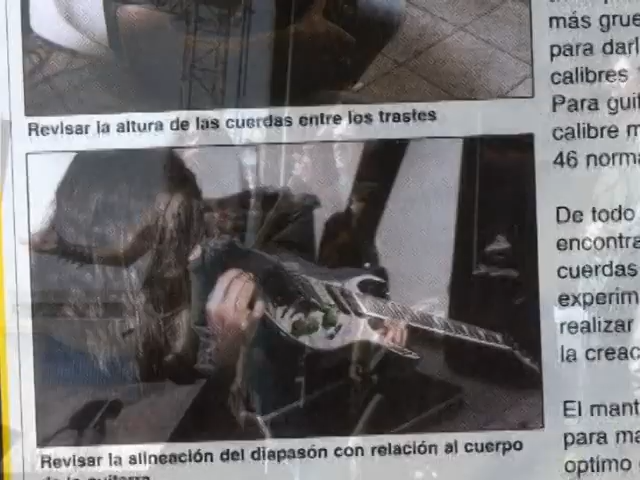 Revisar la altura de las cuerdas entre los trastes
Revisar la alineación del diapasón con relación al cuerpo
más grue
para darl
calibres
Para guit
calibre m
46 norma
De todo
encontra
cuerdas
experim
realizar
la creac
El mant
para ma
optimo